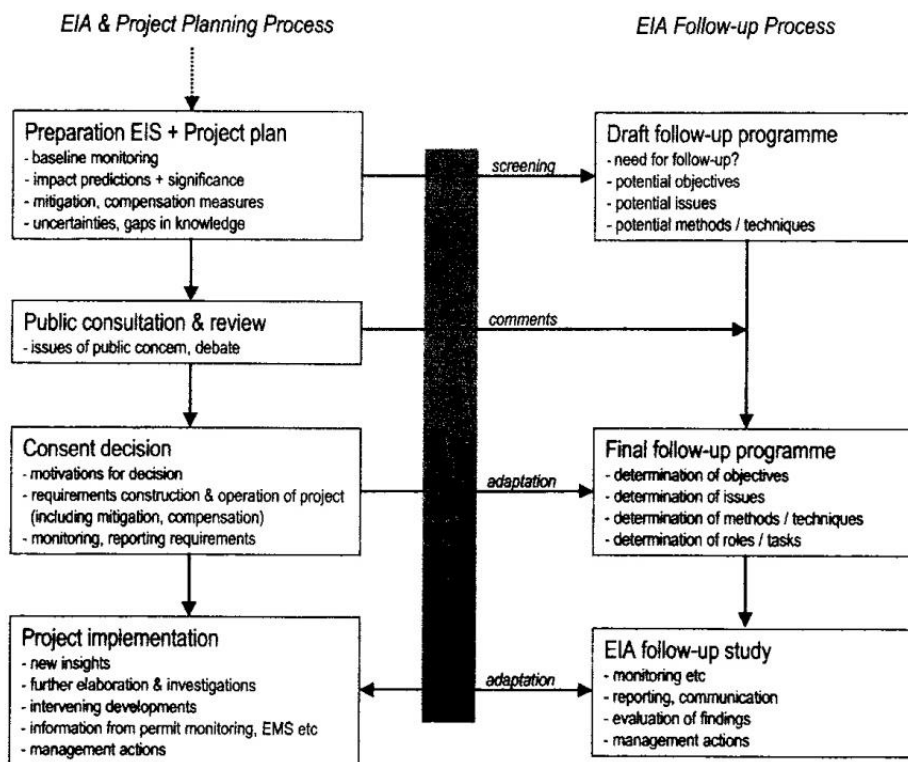 EIA & Project Planning Process
EIA Follow-up Process
Preparation EIS + Project plan
- baseline monitoring
- impact predictions + significance
- mitigation, compensation measures
- uncertainties, gaps in knowledge
screening
Draft follow-up programme
- need for follow-up?
- potential objectives
- potential issues
- potential methods / techniques
Public consultation & review
- issues of public concern, debate
comments
Consent decision
- motivations for decision
- requirements construction & operation of project
(including mitigation, compensation)
- monitoring, reporting requirements
adaptation
Final follow-up programme
- determination of objectives
- determination of issues
- determination of methods / techniques
- determination of roles / tasks
Project implementation
- new insights
- further elaboration & investigations
- intervening developments
- information from permit monitoring, EMS etc
- management actions
adaptation
EIA follow-up study
- monitoring etc
- reporting, communication
- evaluation of findings
- management actions